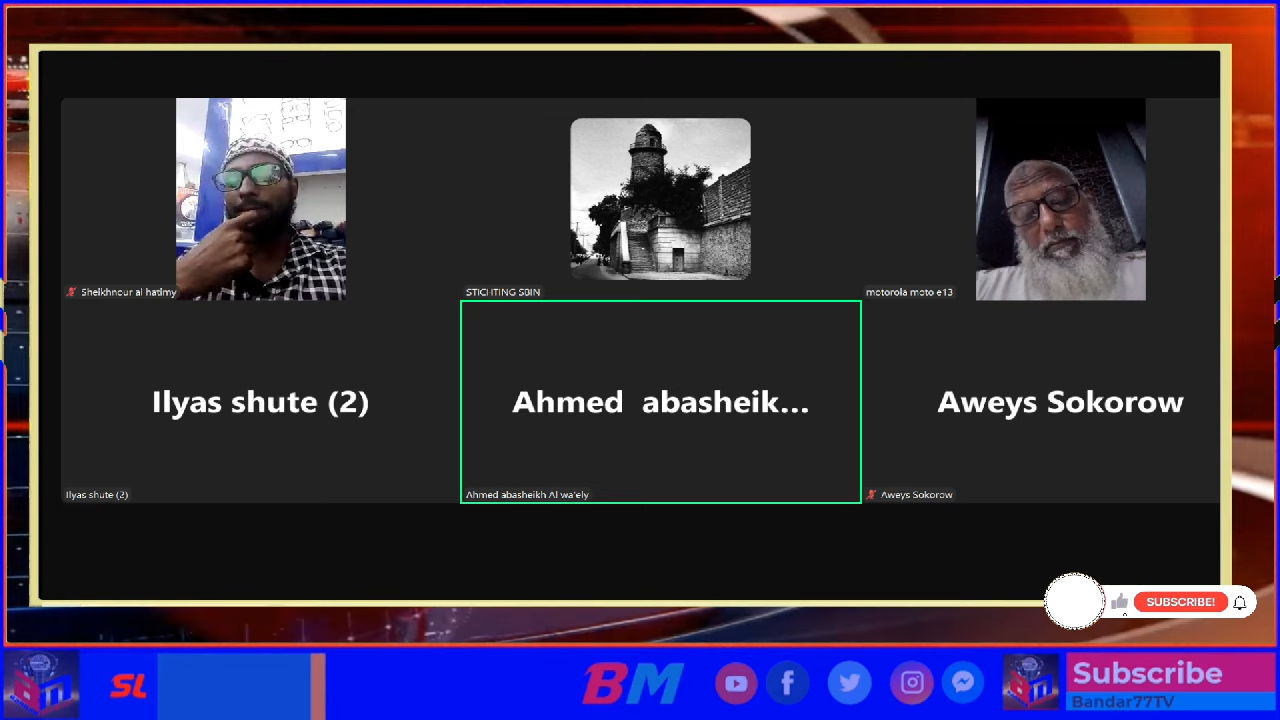 Sheikhnour al hatimy
STICHTING SBIN
motorola moto e13
Ilyas shute (2)
Ahmed abasheik...
Aweys Sokorow
Ilyas shute (2)
Ahmed abasheikh Al wa'ely
Aweys Sokorow
SUBSCRIBE!
SL
BM
Subscribe
Bandar77TV